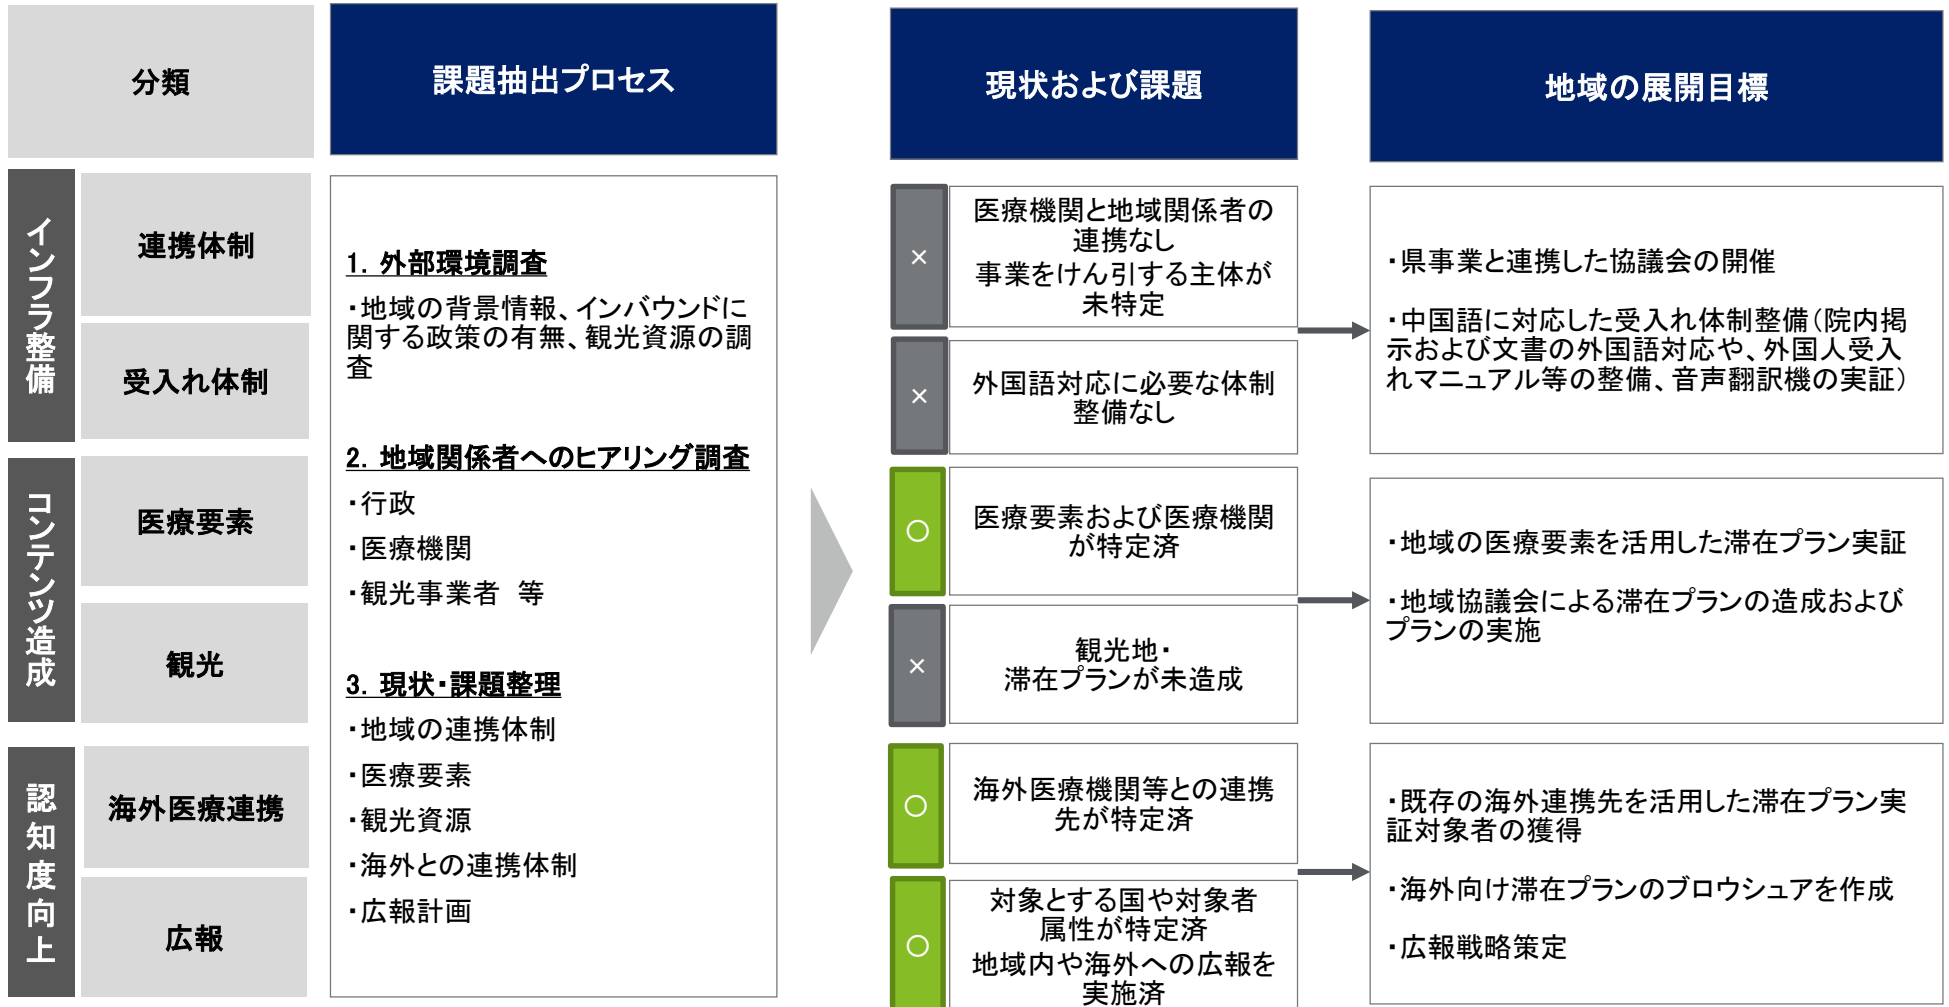 分類
課題抽出プロセス
現状および課題
地域の展開目標
インフラ整備
連携体制
受入れ体制
コンテンツ造成
医療要素
観光
認知度向上
海外医療連携
広報
1. 外部環境調査
・地域の背景情報、インバウンドに
関する政策の有無、観光資源の調
査
2. 地域関係者へのヒアリング調査
・行政
・医療機関
・観光事業者　等
3. 現状・課題整理
・地域の連携体制
・医療要素
・観光資源
・海外との連携体制
・広報計画
×
医療機関と地域関係者の
連携なし
事業をけん引する主体が
未特定
×
外国語対応に必要な体制
整備なし
○
医療要素および医療機関
が特定済
×
観光地・
滞在プランが未造成
○
海外医療機関等との連携
先が特定済
○
対象とする国や対象者
属性が特定済
地域内や海外への広報を
実施済
・県事業と連携した協議会の開催
・中国語に対応した受入れ体制整備（院内掲
示および文書の外国語対応や、外国人受入
れマニュアル等の整備、音声翻訳機の実証）
・地域の医療要素を活用した滞在プラン実証
・地域協議会による滞在プランの造成および
プランの実施
・既存の海外連携先を活用した滞在プラン実
証対象者の獲得
・海外向け滞在プランのブロウシュアを作成
・広報戦略策定